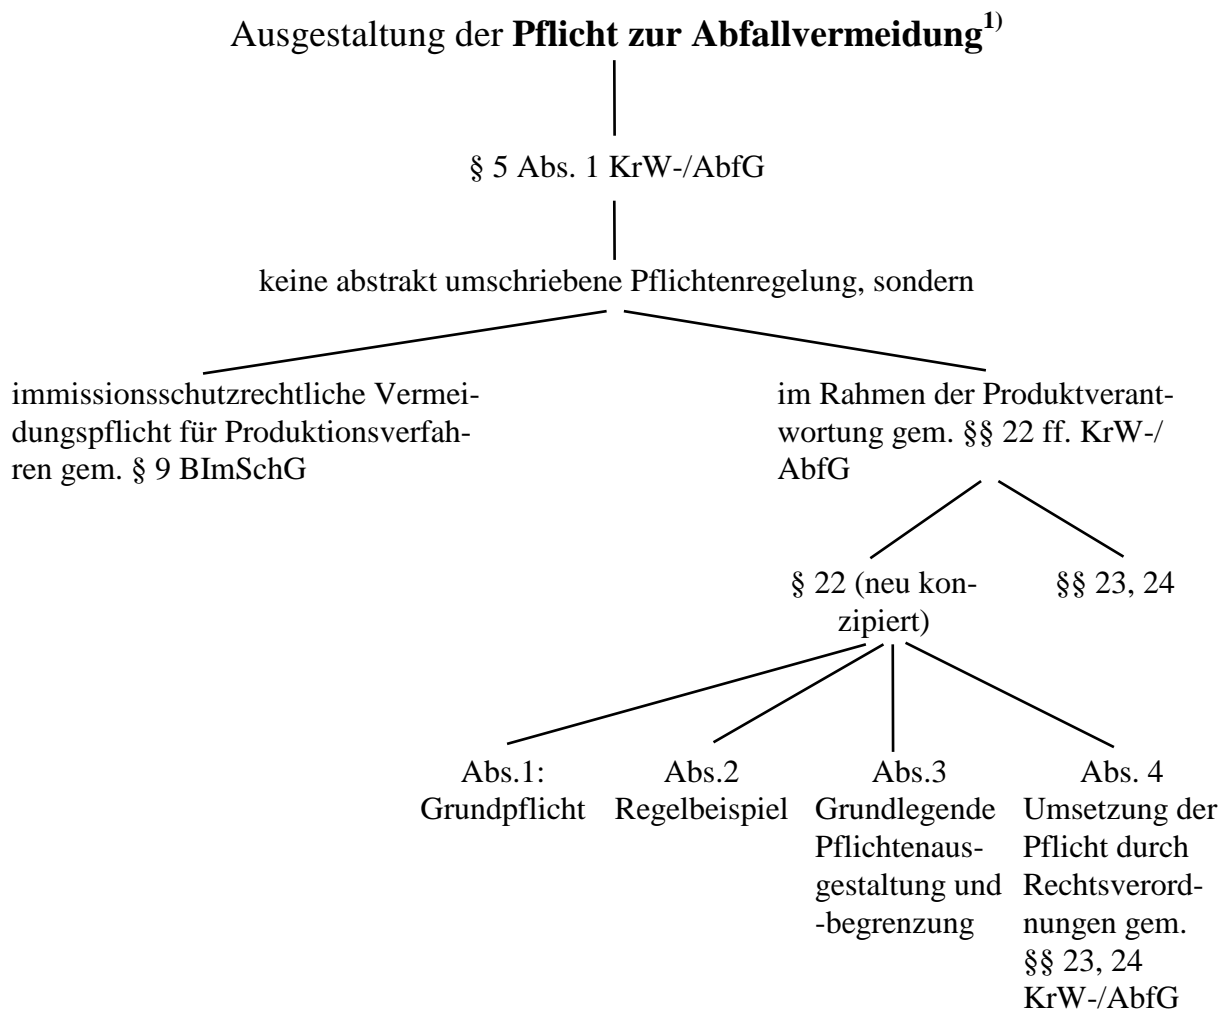 Ausgestaltung der Pflicht zur Abfallvermeidung1)
§ 5 Abs. 1 KrW-/AbfG
keine abstrakt umschriebene Pflichtenregelung, sondern
immissionsschutzrechtliche Vermei-
dungspflicht für Produktionsverfah-
ren gem. § 9 BImSchG
im Rahmen der Produktverant-
wortung gem. §§ 22 ff. KrW-/
AbfG
§ 22 (neu kon-
zipiert)
§§ 23, 24
Abs.1:
Grundpflicht
Abs.2
Regelbeispiel
Abs.3
Grundlegende
Pflichtenaus-
gestaltung und
-begrenzung
Abs. 4
Umsetzung der
Pflicht durch
Rechtsverord-
nungen gem.
§§ 23, 24
KrW-/AbfG